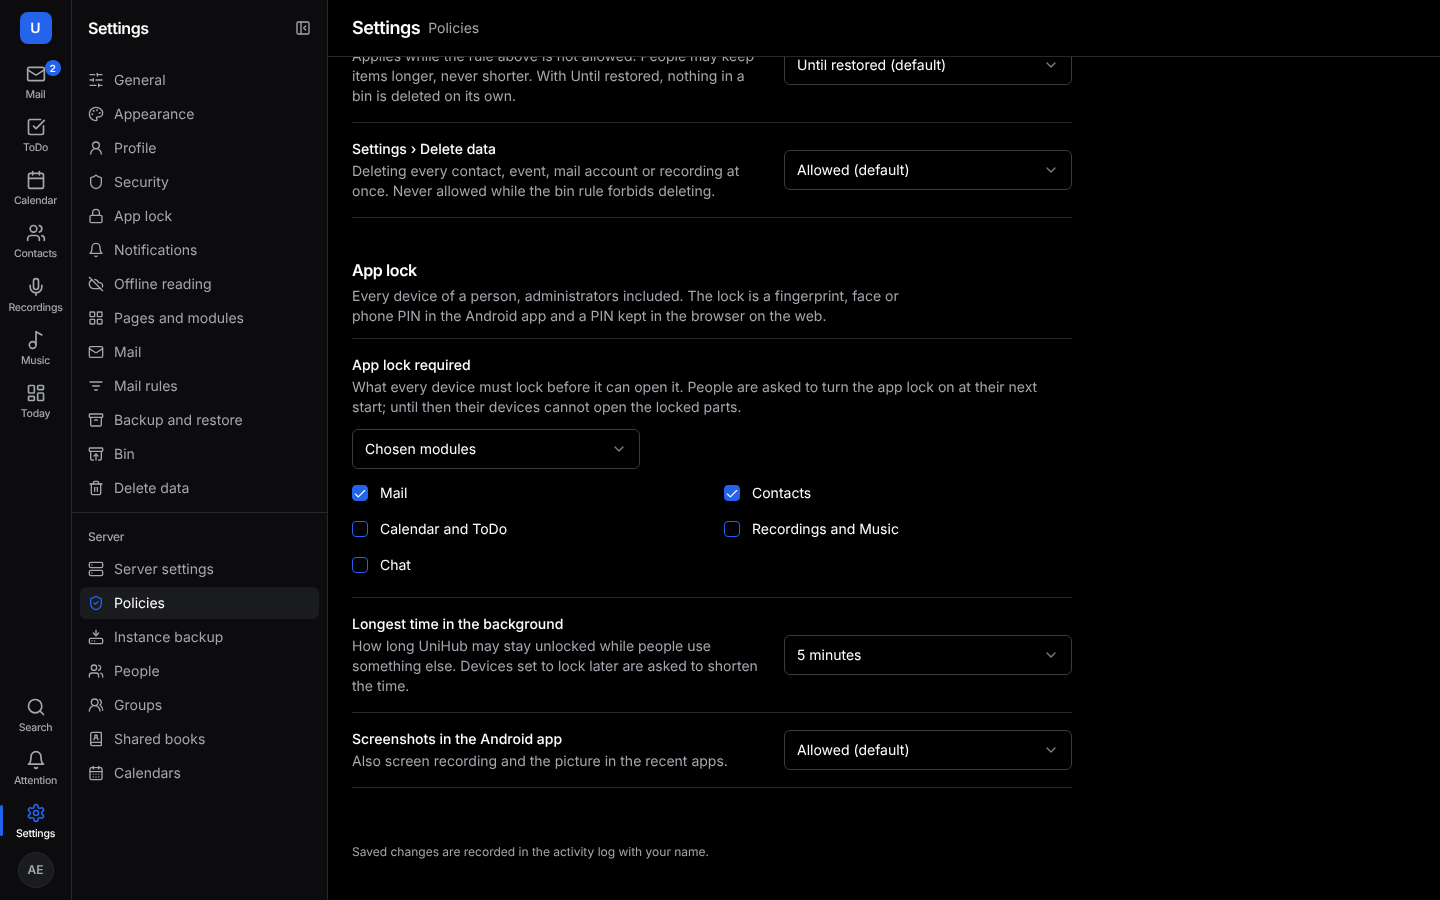 U
Mail
2
ToDo
Calendar
Contacts
Recordings
Music
Today
Search
Attention
Settings
AE
Settings
General
Appearance
Profile
Security
App lock
Notifications
Offline reading
Pages and modules
Mail
Mail rules
Backup and restore
Bin
Delete data
Server
Server settings
Policies
Instance backup
People
Groups
Shared books
Calendars
Settings Policies
Applies while the rule above is not allowed. People may keep
items longer, never shorter. With Until restored, nothing in a
bin is deleted on its own.
Until restored (default)
Settings › Delete data
Deleting every contact, event, mail account or recording at
once. Never allowed while the bin rule forbids deleting.
Allowed (default)
App lock
Every device of a person, administrators included. The lock is a fingerprint, face or
phone PIN in the Android app and a PIN kept in the browser on the web.
App lock required
What every device must lock before it can open it. People are asked to turn the app lock on at their next
start; until then their devices cannot open the locked parts.
Chosen modules
Mail
Contacts
Calendar and ToDo
Recordings and Music
Chat
Longest time in the background
How long UniHub may stay unlocked while people use
something else. Devices set to lock later are asked to shorten
the time.
5 minutes
Screenshots in the Android app
Also screen recording and the picture in the recent apps.
Allowed (default)
Saved changes are recorded in the activity log with your name.